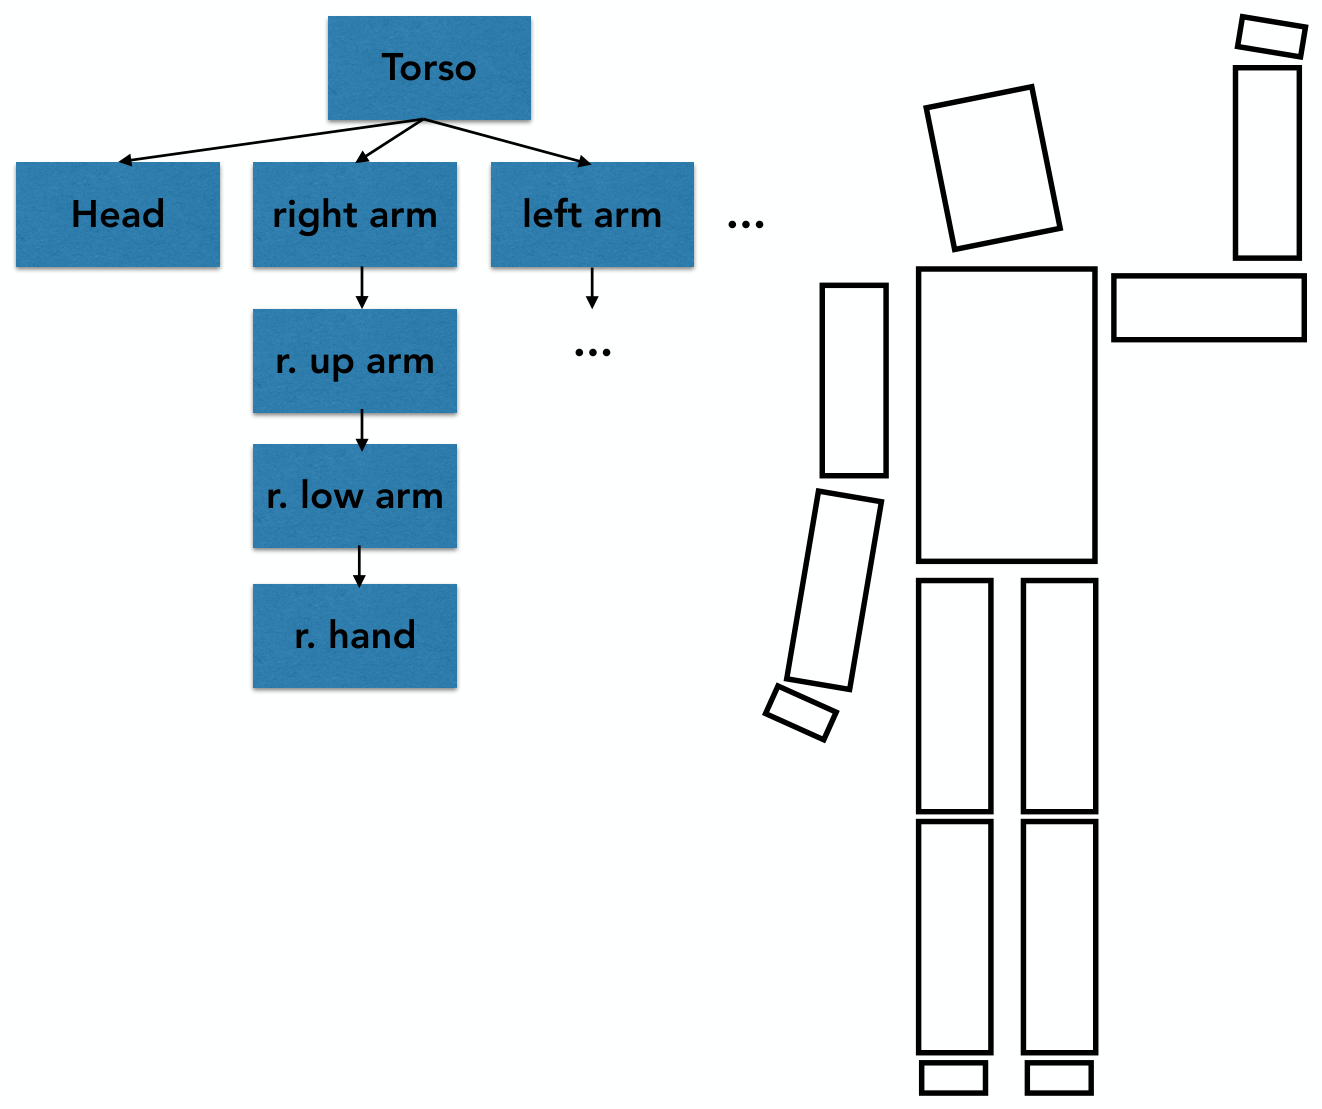 Torso
Head
right arm
left arm
...
r. up arm
...
r. low arm
r. hand